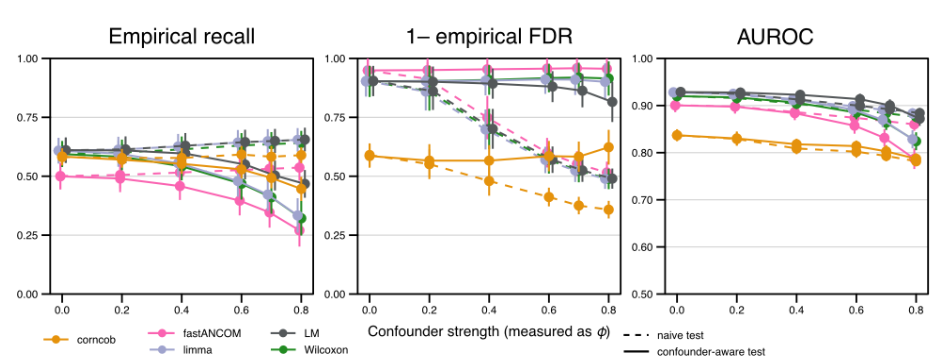 Empirical recall
1– empirical FDR
AUROC
1.00
0.75
0.50
0.25
0.00
0.0 0.2 0.4 0.6 0.8
1.00
0.75
0.50
0.25
0.00
0.0 0.2 0.4 0.6 0.8
1.00
0.90
0.80
0.70
0.60
0.50
0.0 0.2 0.4 0.6 0.8
Confounder strength (measured as ϕ)
corncob
fastANCOM
limma
LM
Wilcoxon
naive test
confounder-aware test